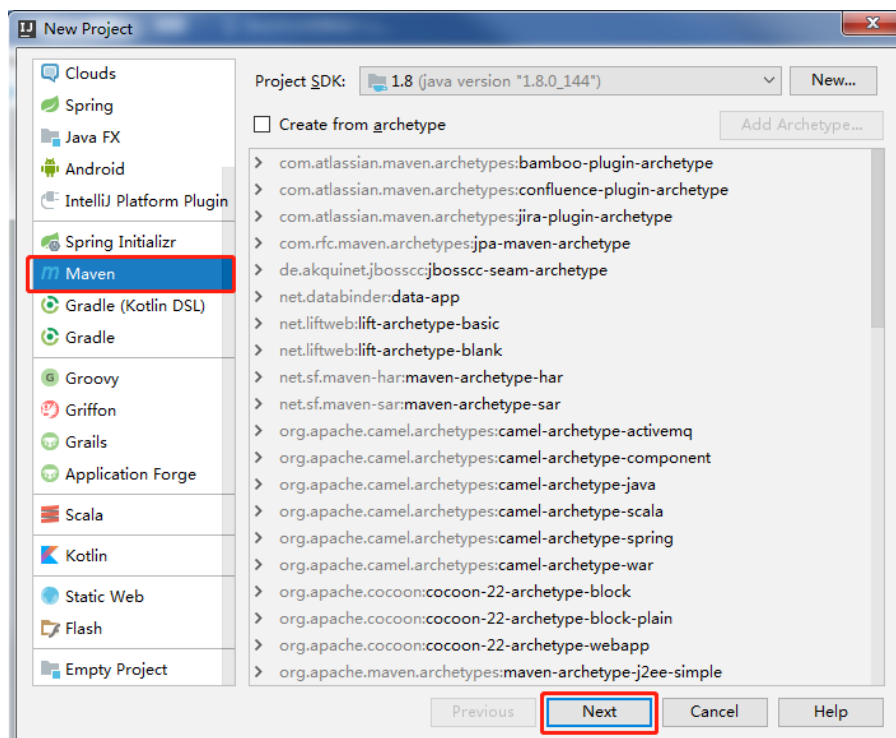 New Project
Clouds
Spring
Java FX
Android
IntelliJ Platform Plugin
Spring Initializr
Maven
Gradle (Kotlin DSL)
Gradle
Groovy
Griffon
Grails
Application Forge
Scala
Kotlin
Static Web
Flash
Empty Project
Project SDK: 1.8 (java version "1.8.0_144") New...
Create from archetype Add Archetype...
com.atlassian.maven.archetypes:bamboo-plugin-archetype
com.atlassian.maven.archetypes:confluence-plugin-archetype
com.atlassian.maven.archetypes:jira-plugin-archetype
com.rfc.maven.archetypes:jpa-maven-archetype
de.akquinet.jbosscc:jbosscc-seam-archetype
net.databinder:data-app
net.liftweb:lift-archetype-basic
net.liftweb:lift-archetype-blank
net.sf.maven-har:maven-archetype-har
net.sf.maven-sar:maven-archetype-sar
org.apache.camel.archetypes:camel-archetype-activemq
org.apache.camel.archetypes:camel-archetype-component
org.apache.camel.archetypes:camel-archetype-java
org.apache.camel.archetypes:camel-archetype-scala
org.apache.camel.archetypes:camel-archetype-spring
org.apache.camel.archetypes:camel-archetype-war
org.apache.cocoon:cocoon-22-archetype-block
org.apache.cocoon:cocoon-22-archetype-block-plain
org.apache.cocoon:cocoon-22-archetype-webapp
org.apache.maven.archetypes:maven-archetype-j2ee-simple
Previous Next Cancel Help